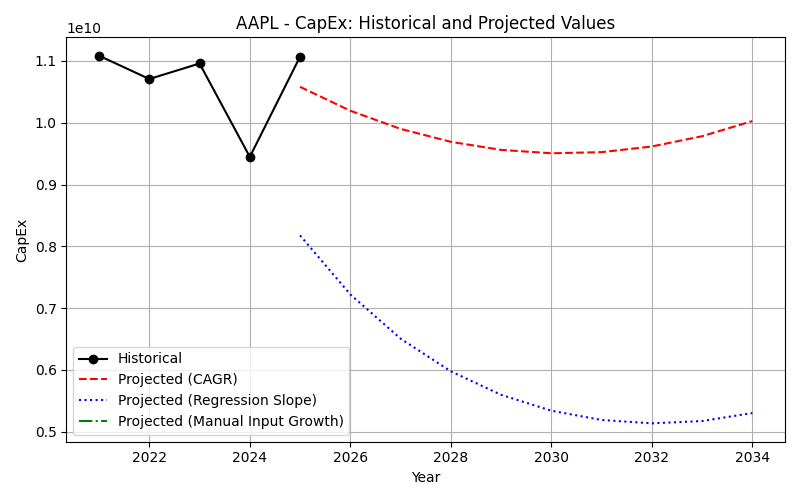 AAPL - CapEx: Historical and Projected Values
1e10
1.1
1.0
0.9
0.8
0.7
0.6
0.5
CapEx
Historical
Projected (CAGR)
Projected (Regression Slope)
Projected (Manual Input Growth)
2022 2024 2026 2028 2030 2032 2034
Year